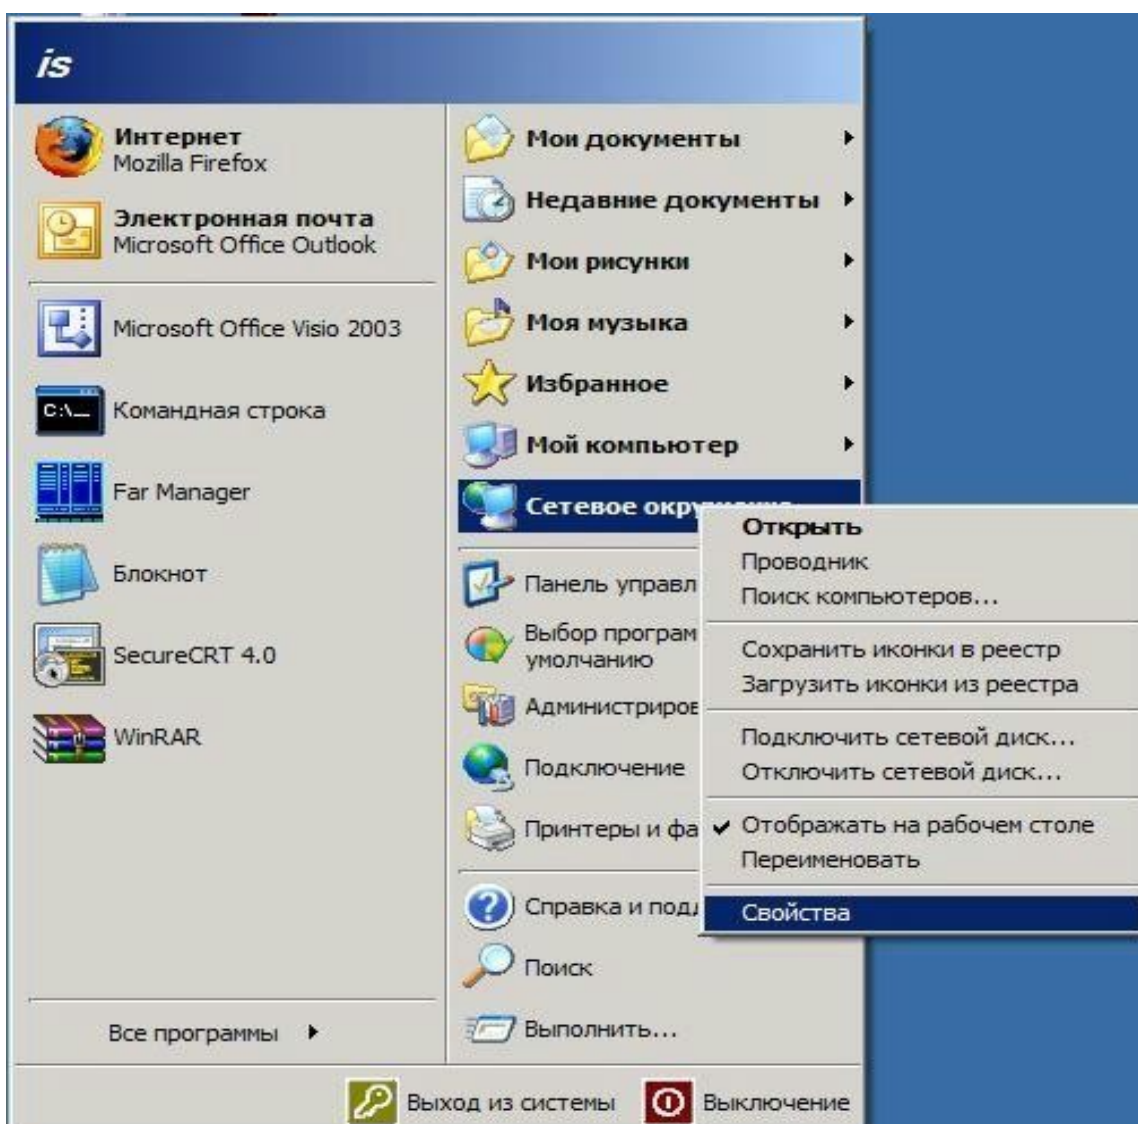 is
Интернет
Mozilla Firefox
Электронная почта
Microsoft Office Outlook
Microsoft Office Visio 2003
C:\_
Командная строка
Far Manager
Блокнот
SecureCRT 4.0
WinRAR
Все программы
Мои документы
Недавние документы
Мои рисунки
Моя музыка
Избранное
Мой компьютер
Сетевое
Панель управл
Выбор програм
умолчанию
Администриров
Подключение
Принтеры и фа
Справка и под
Поиск
Выполнить...
Открыть
Проводник
Поиск компьютеров...
Сохранить иконки в реестр
Загрузить иконки из реестра
Подключить сетевой диск...
Отключить сетевой диск...
Отображать на рабочем столе
Переименовать
Свойства
Выход из системы
Выключение